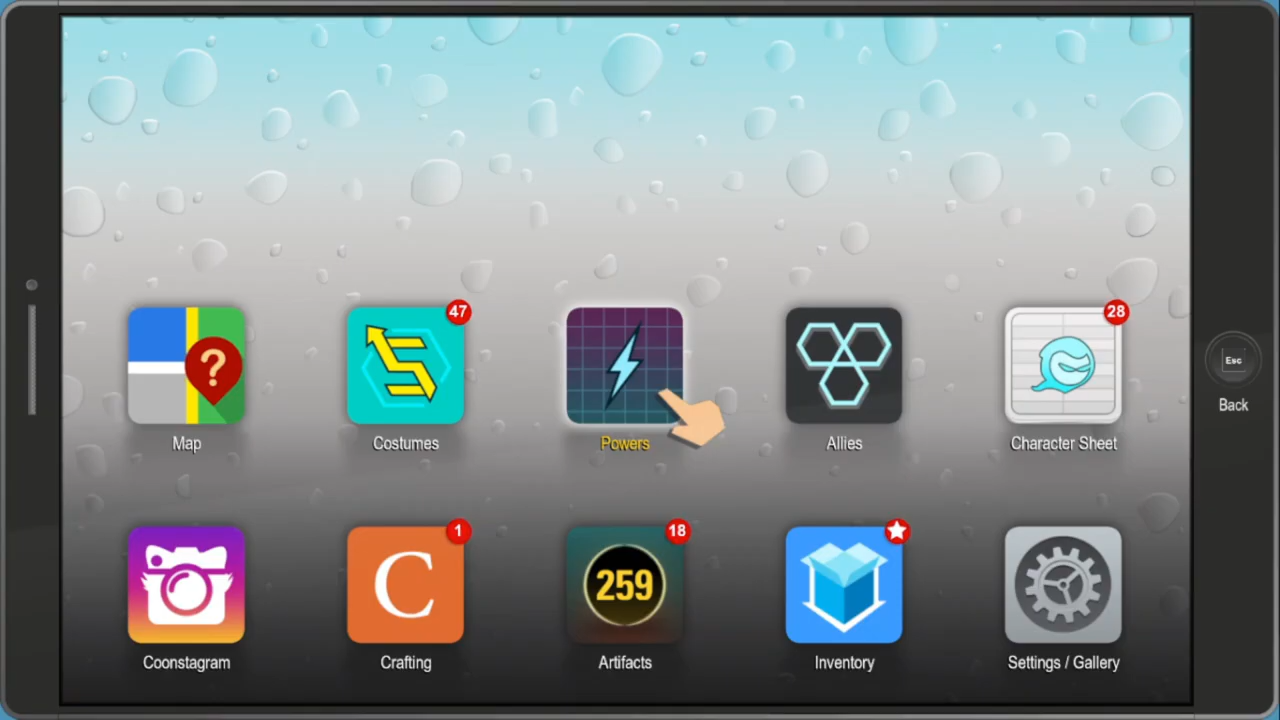 47
28
?
Esc
Back
Map
Costumes
Powers
Allies
Character Sheet
1
18
C
259
Coonstagram
Crafting
Artifacts
Inventory
Settings / Gallery